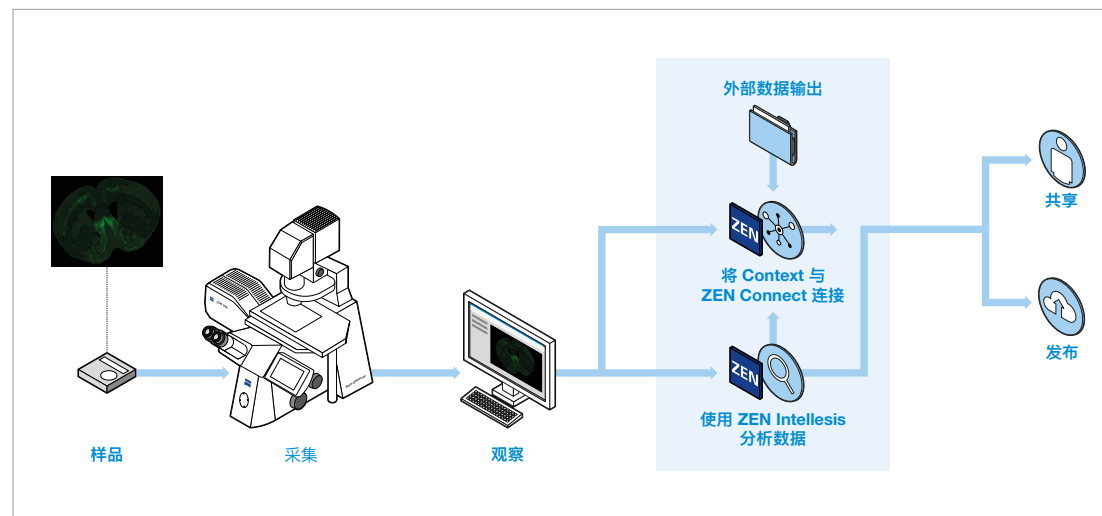 外部数据输出
ZEN
将 Context 与
ZEN Connect 连接
共享
ZEN
使用 ZEN Intellesis
分析数据
发布
样品
采集
观察